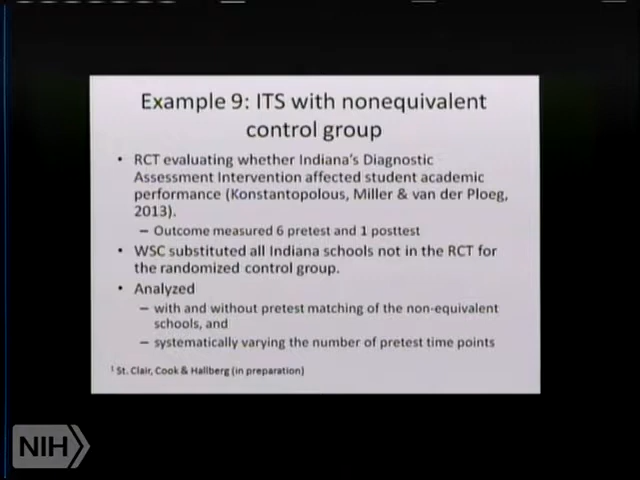 Example 9: ITS with nonequivalent
control group
• RCT evaluating whether Indiana's Diagnostic
Assessment Intervention affected student academic
performance (Konstantopolous, Miller & van der Ploeg,
2013).
– Outcome measured 6 pretest and 1 posttest
• WSC substituted all Indiana schools not in the RCT for
the randomized control group.
• Analyzed
– with and without pretest matching of the non-equivalent
schools, and
– systematically varying the number of pretest time points
¹ St. Clair, Cook & Hallberg (in preparation)
NIH